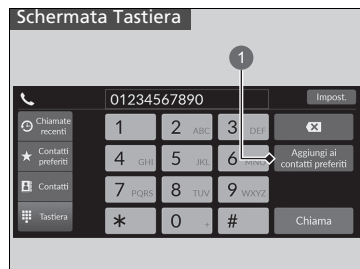 Schermata Tastiera
1
01234567890
Impost.
Chiamate
recenti
1
2 ABC
3 DEF
Contatti
preferiti
4 GHI
5 JKL
6 MNO
Aggiungi ai
contatti preferiti
Contatti
7 PQRS
8 TUV
9 WXYZ
Tastiera
*
0 +
#
Chiama